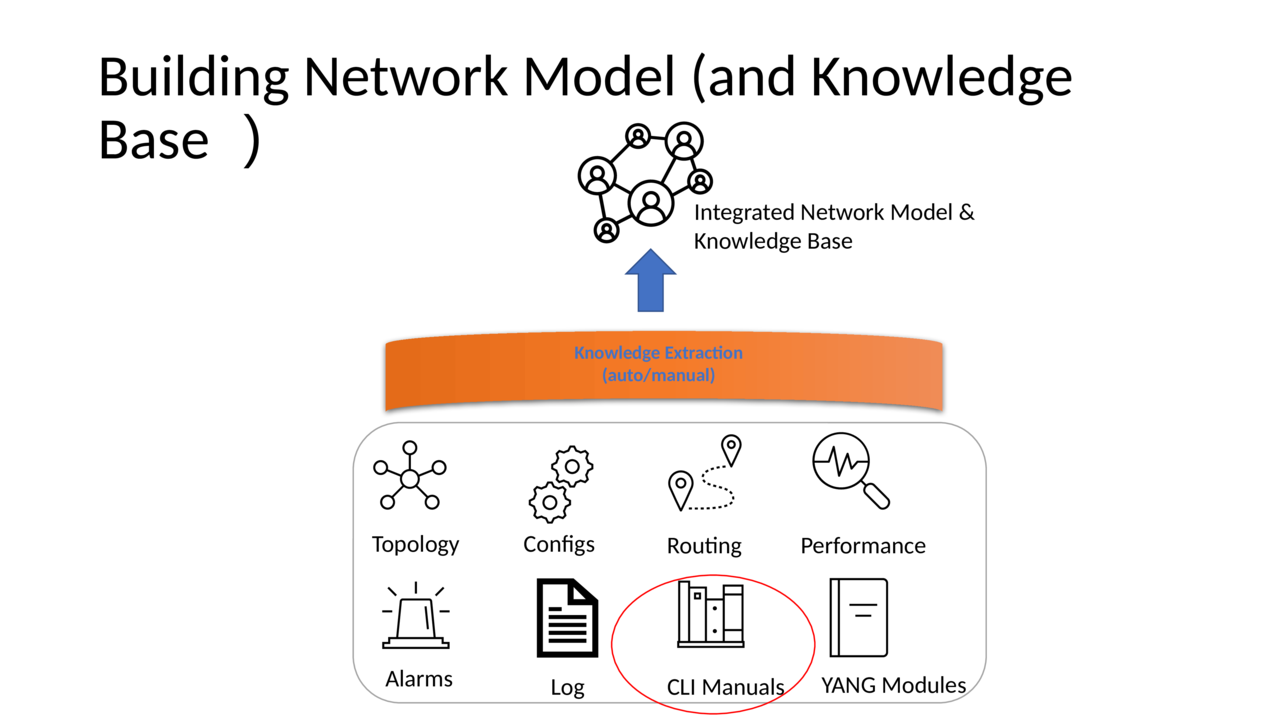 Building Network Model (and Knowledge
Base )
Integrated Network Model &
Knowledge Base
Knowledge Extraction
(auto/manual)
Topology
Configs
Routing
Performance
Alarms
Log
CLI Manuals
YANG Modules